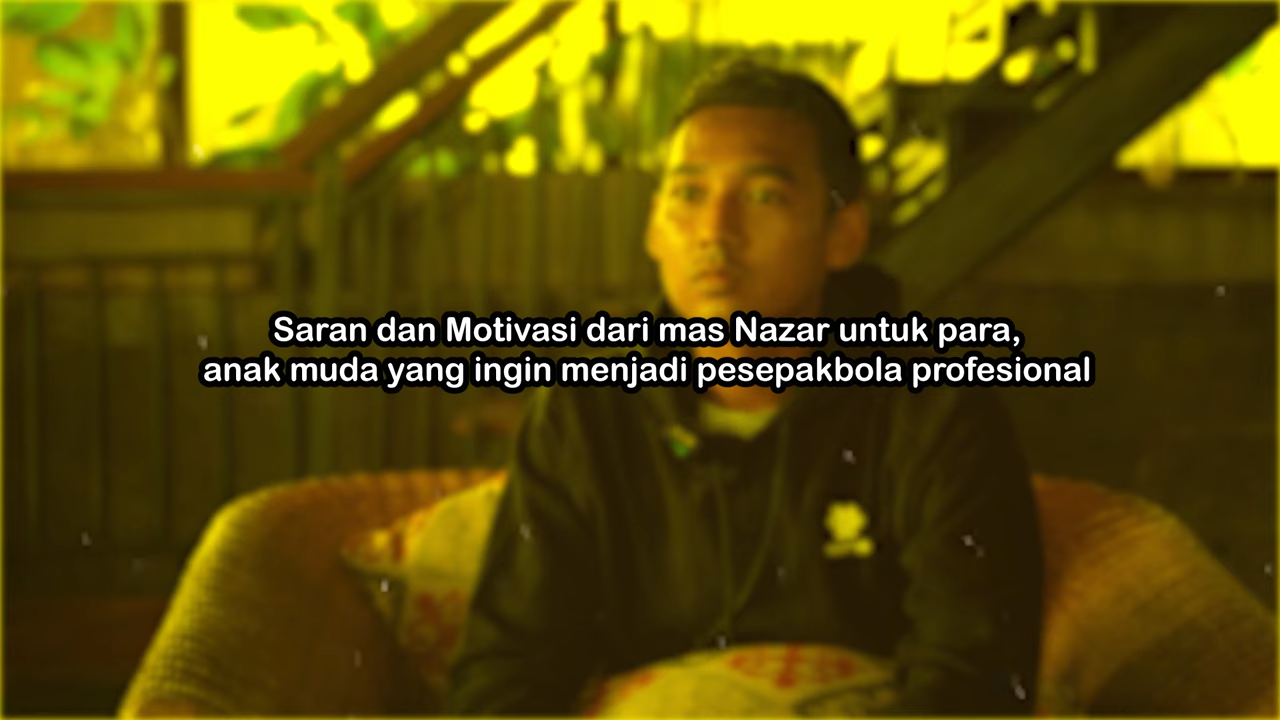 Saran dan Motivasi dari mas Nazar untuk para,
anak muda yang ingin menjadi pesepakbola profesional